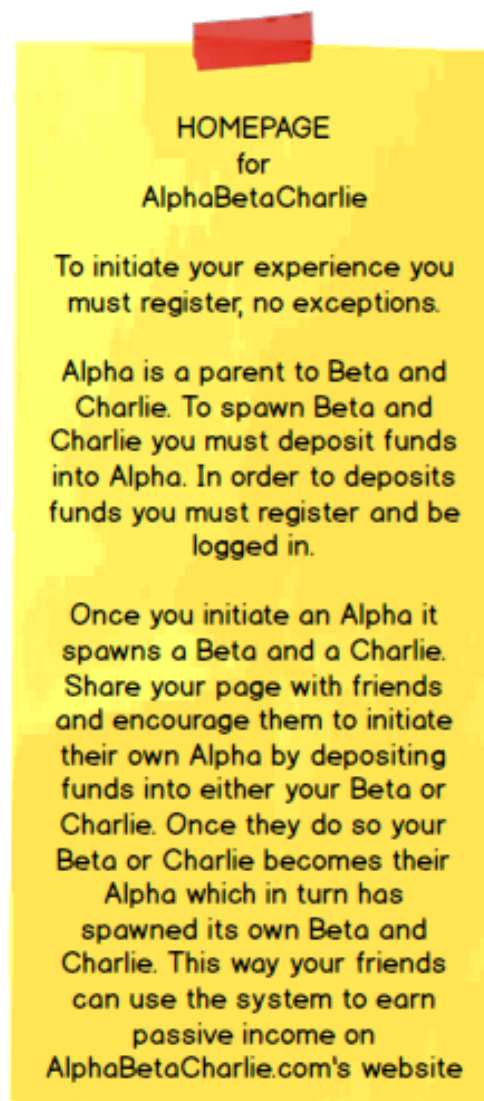 HOMEPAGE
for
AlphaBetaCharlie
To initiate your experience you
must register, no exceptions.
Alpha is a parent to Beta and
Charlie. To spawn Beta and
Charlie you must deposit funds
into Alpha. In order to deposits
funds you must register and be
logged in.
Once you initiate an Alpha it
spawns a Beta and a Charlie.
Share your page with friends
and encourage them to initiate
their own Alpha by depositing
funds into either your Beta or
Charlie. Once they do so your
Beta or Charlie becomes their
Alpha which in turn has
spawned its own Beta and
Charlie. This way your friends
can use the system to earn
passive income on
AlphaBetaCharlie.com's website